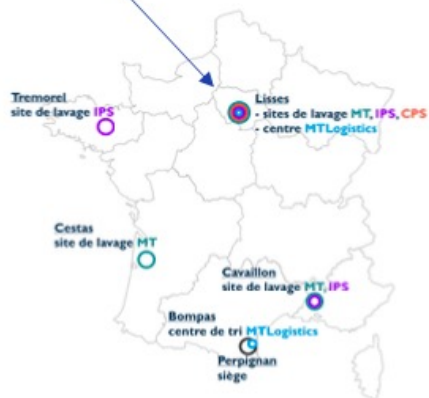 Tremorel
site de lavage IPS
Lisses
- sites de lavage MT, IPS, CPS
- centre MTLogistics
Cestas
site de lavage MT
Cavaillon
site de lavage MT, IPS
Bompas
centre de tri MTLogistics
Perpignan
siège